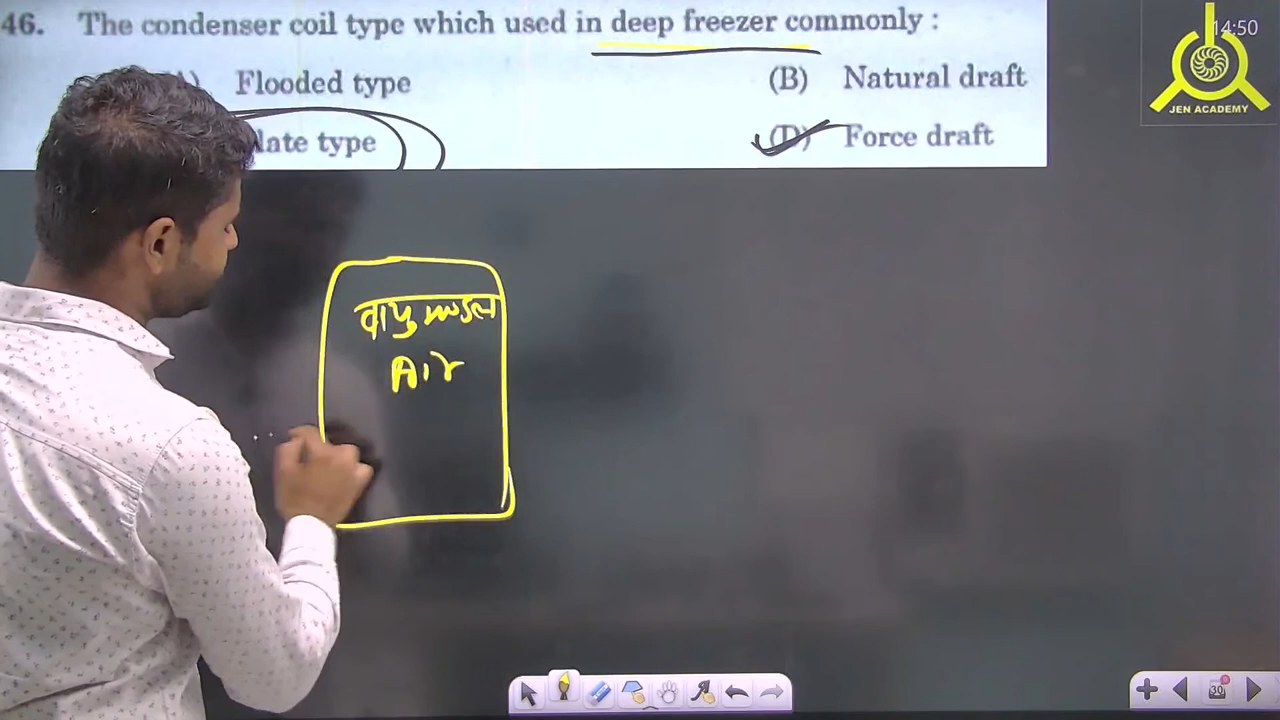 46. The condenser coil type which used in deep freezer commonly :
Flooded type
(B) Natural draft
type
(D) Force draft
वायुमण्डल
Air
14:50
JEN ACADEMY
30